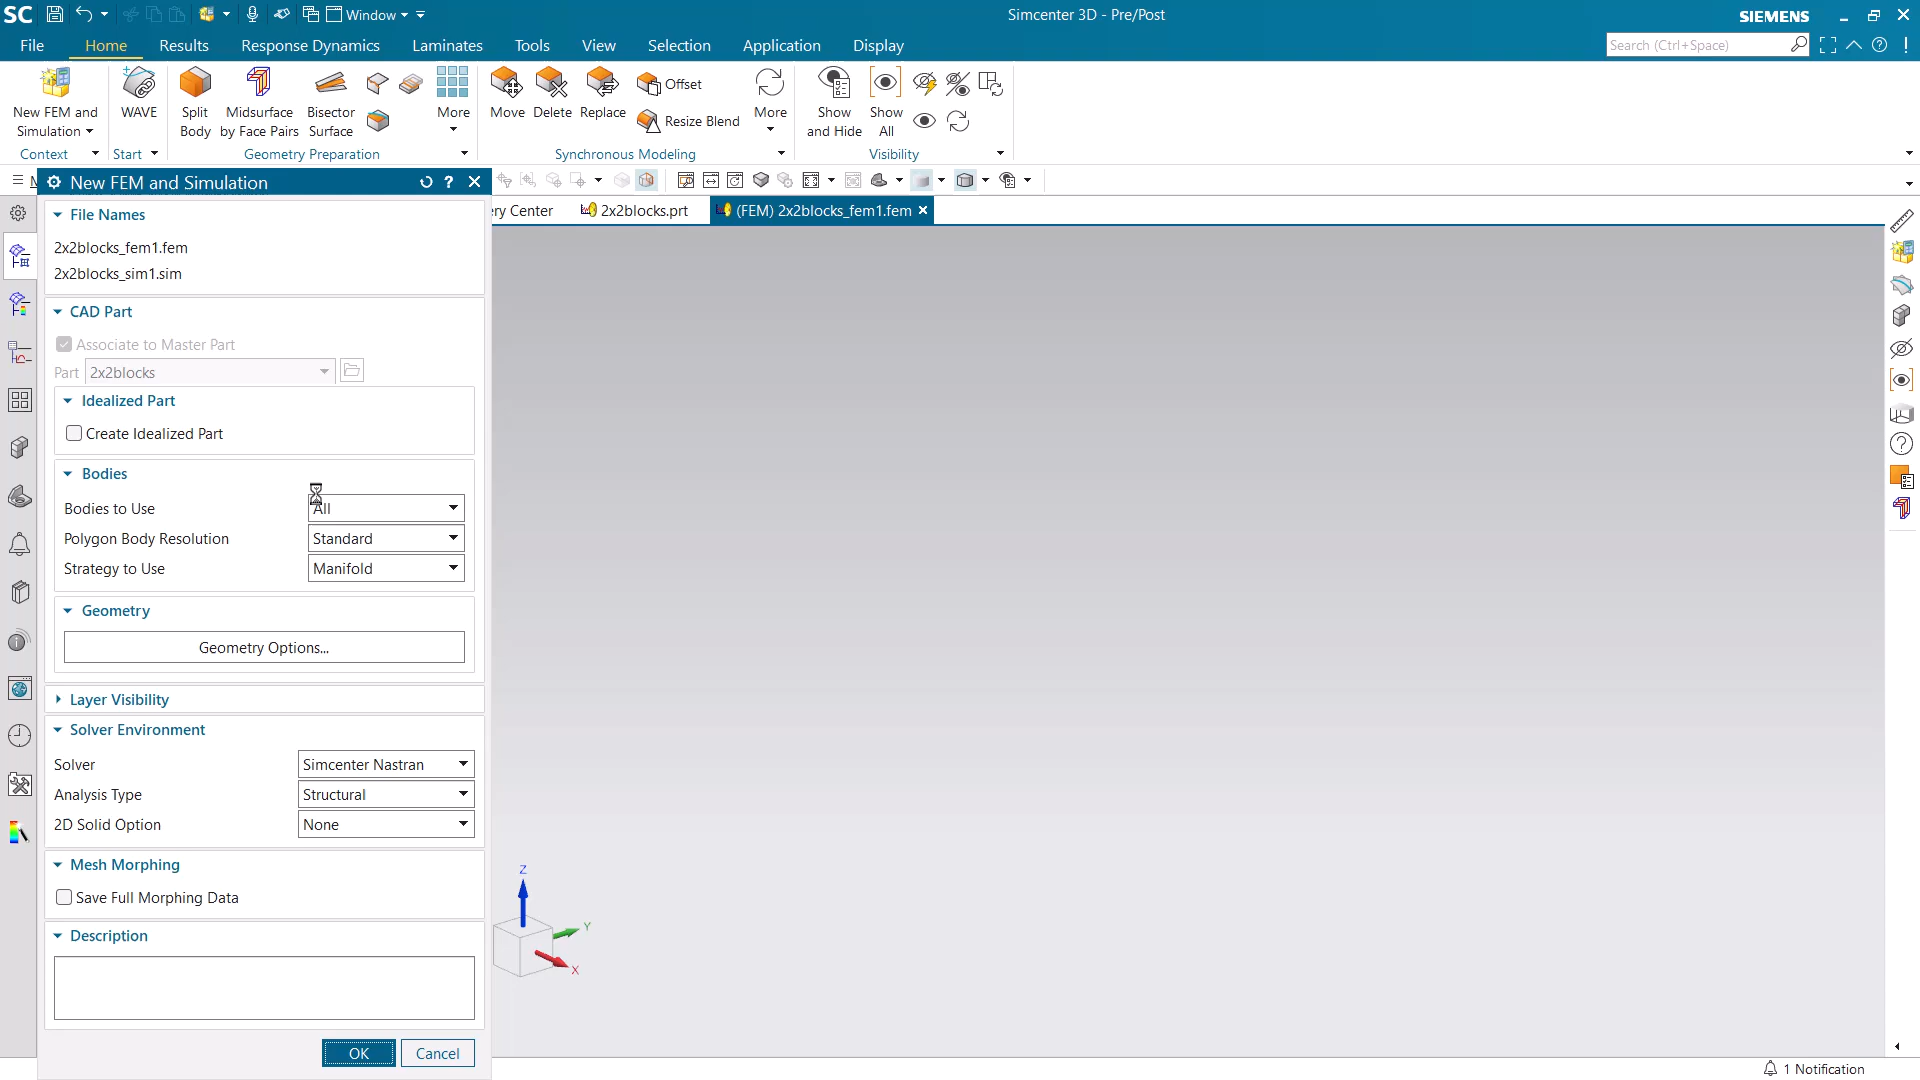 SC
Window
Simcenter 3D - Pre/Post
SIEMENS
File
Home
Results
Response Dynamics
Laminates
Tools
View
Selection
Application
Display
Search (Ctrl+Space)
New FEM and
Simulation
WAVE
Split
Body
Midsurface
by Face Pairs
Bisector
Surface
More
Move
Delete
Replace
Offset
Resize Blend
More
Show
and Hide
Show
All
Context
Start
Geometry Preparation
Synchronous Modeling
Visibility
New FEM and Simulation
ry Center
2x2blocks.prt
(FEM) 2x2blocks_fem1.fem
File Names
2x2blocks_fem1.fem
2x2blocks_sim1.sim
CAD Part
Associate to Master Part
Part
2x2blocks
Idealized Part
Create Idealized Part
Bodies
Bodies to Use
All
Polygon Body Resolution
Standard
Strategy to Use
Manifold
Geometry
Geometry Options...
Layer Visibility
Solver Environment
Solver
Simcenter Nastran
Analysis Type
Structural
2D Solid Option
None
Mesh Morphing
Save Full Morphing Data
Description
Z
Y
X
OK
Cancel
1 Notification